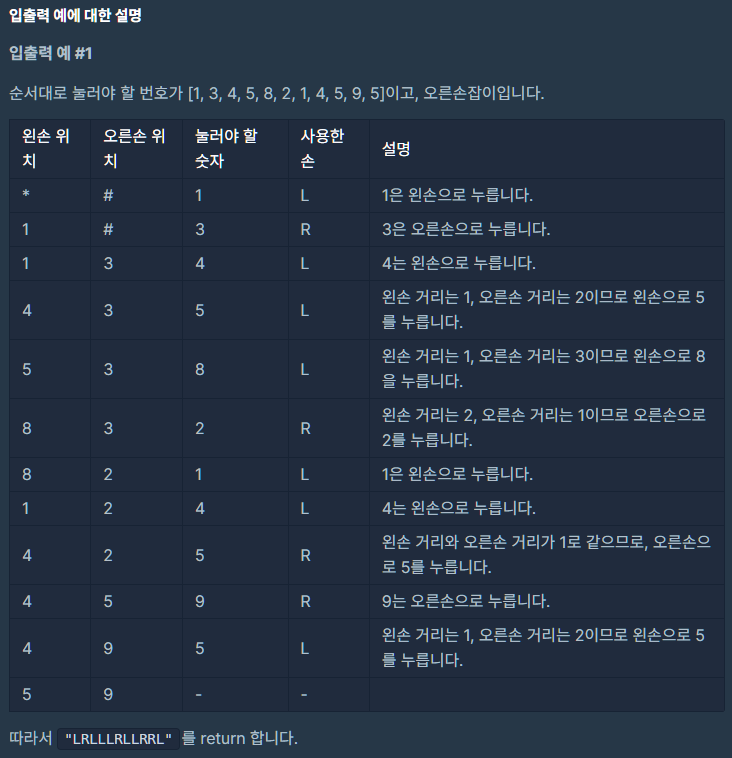 입출력 예에 대한 설명
입출력 예 #1
순서대로 눌러야 할 번호가 [1, 3, 4, 5, 8, 2, 1, 4, 5, 9, 5]이고, 오른손잡이입니다.
왼손 위치 오른손 위치 눌러야 할 숫자 사용한 손 설명
* # 1 L 1은 왼손으로 누릅니다.
1 # 3 R 3은 오른손으로 누릅니다.
1 3 4 L 4는 왼손으로 누릅니다.
4 3 5 L 왼손 거리는 1, 오른손 거리는 2이므로 왼손으로 5
를 누릅니다.
5 3 8 L 왼손 거리는 1, 오른손 거리는 3이므로 왼손으로 8
을 누릅니다.
8 3 2 R 왼손 거리는 2, 오른손 거리는 1이므로 오른손으로
2를 누릅니다.
8 2 1 L 1은 왼손으로 누릅니다.
1 2 4 L 4는 왼손으로 누릅니다.
4 2 5 R 왼손 거리와 오른손 거리가 1로 같으므로, 오른손으
로 5를 누릅니다.
4 5 9 R 9는 오른손으로 누릅니다.
4 9 5 L 왼손 거리는 1, 오른손 거리는 2이므로 왼손으로 5
를 누릅니다.
5 9 - -
따라서 "LRLLLRLLRRL" 를 return 합니다.